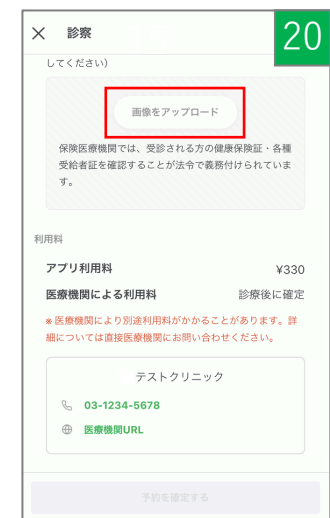 × 診察
20
してください）
画像をアップロード
保険医療機関では、受診される方の健康保険証・各種
受給者証を確認することが法令で義務付けられていま
す。
利用料
アプリ利用料 ¥330
医療機関による利用料 診療後に確定
※ 医療機関により別途利用料がかかることがあります。詳
細については直接医療機関にお問い合わせください。
テストクリニック
03-1234-5678
医療機関URL
予約を確定する